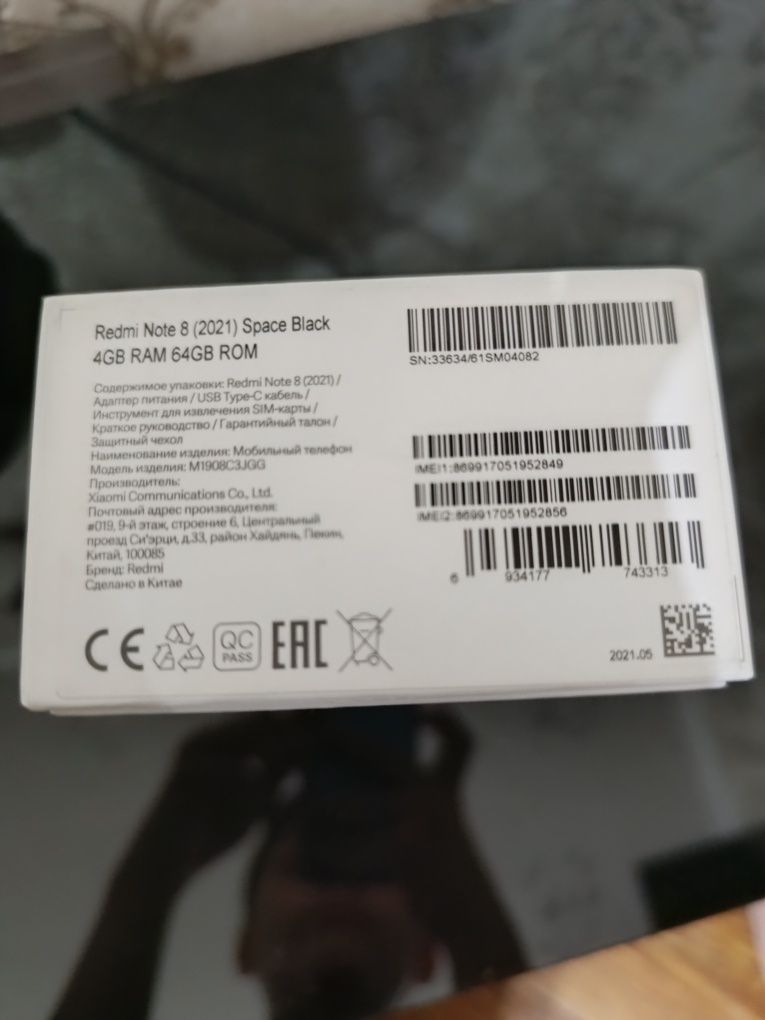 Redmi Note 8 (2021) Space Black
4GB RAM 64GB ROM
Содержимое упаковки: Redmi Note 8 (2021) /
Адаптер питания / USB Type-C кабель /
Инструмент для извлечения SIM-карты /
Краткое руководство / Гарантийный талон /
Защитный чехол
Наименование изделия: Мобильный телефон
Модель изделия: M1908C3JGG
Производитель:
Xiaomi Communications Co., Ltd.
Почтовый адрес производителя:
#019, 9-й этаж, строение 6, Центральный
проезд Си'эрци, д.33, район Хайдянь, Пекин,
Китай, 100085
Бренд: Redmi
Сделано в Китае
CE
QC
PASS
EAC
SN:33634/61SM04082
IMEI1:869917051952849
IMEI2:869917051952856
6 934177 743313
2021.05